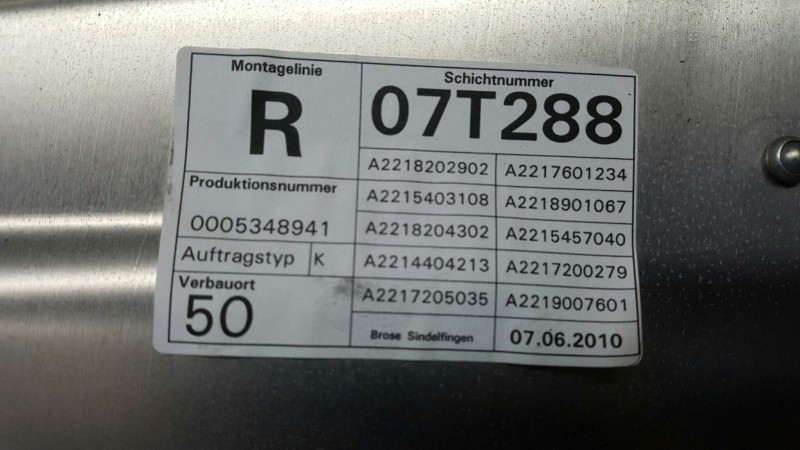 Montagelinie
R
Schichtnummer
07T288
Produktionsnummer
0005348941
Auftragstyp K
Verbauort
50
A2218202902 A2217601234
A2215403108 A2218901067
A2218204302 A2215457040
A2214404213 A2217200279
A2217205035 A2219007601
Brose Sindelfingen 07.06.2010